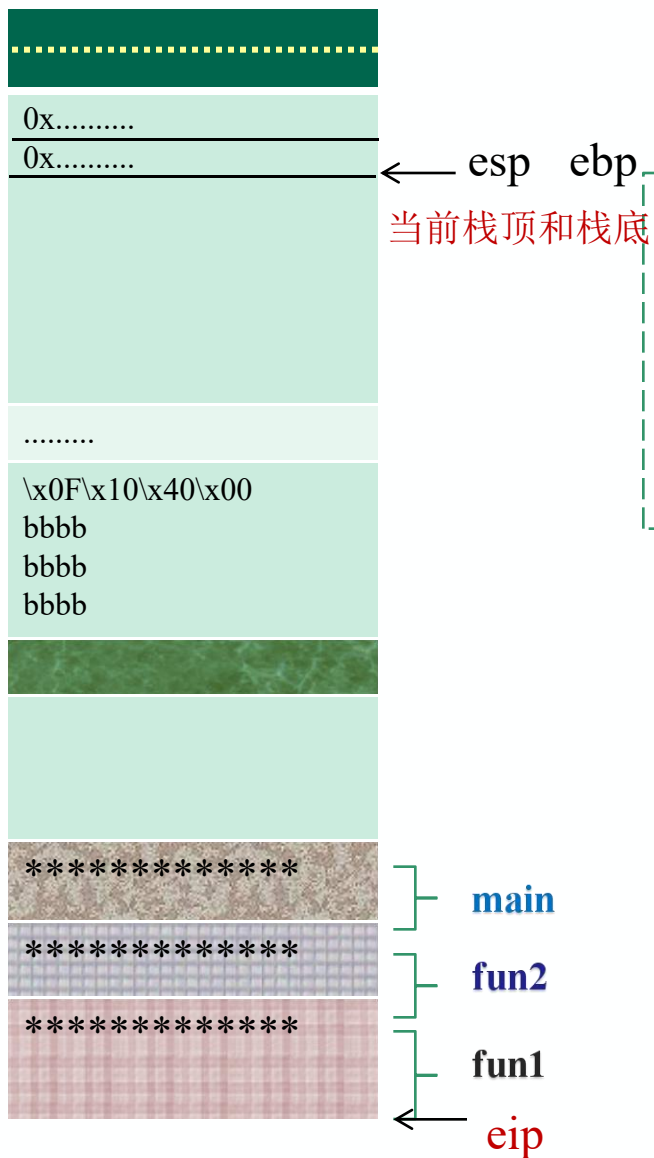 0x..........
0x..........
esp ebp
当前栈顶和栈底
.........
\x0F\x10\x40\x00
bbbb
bbbb
bbbb
*************
main
*************
fun2
*************
fun1
eip